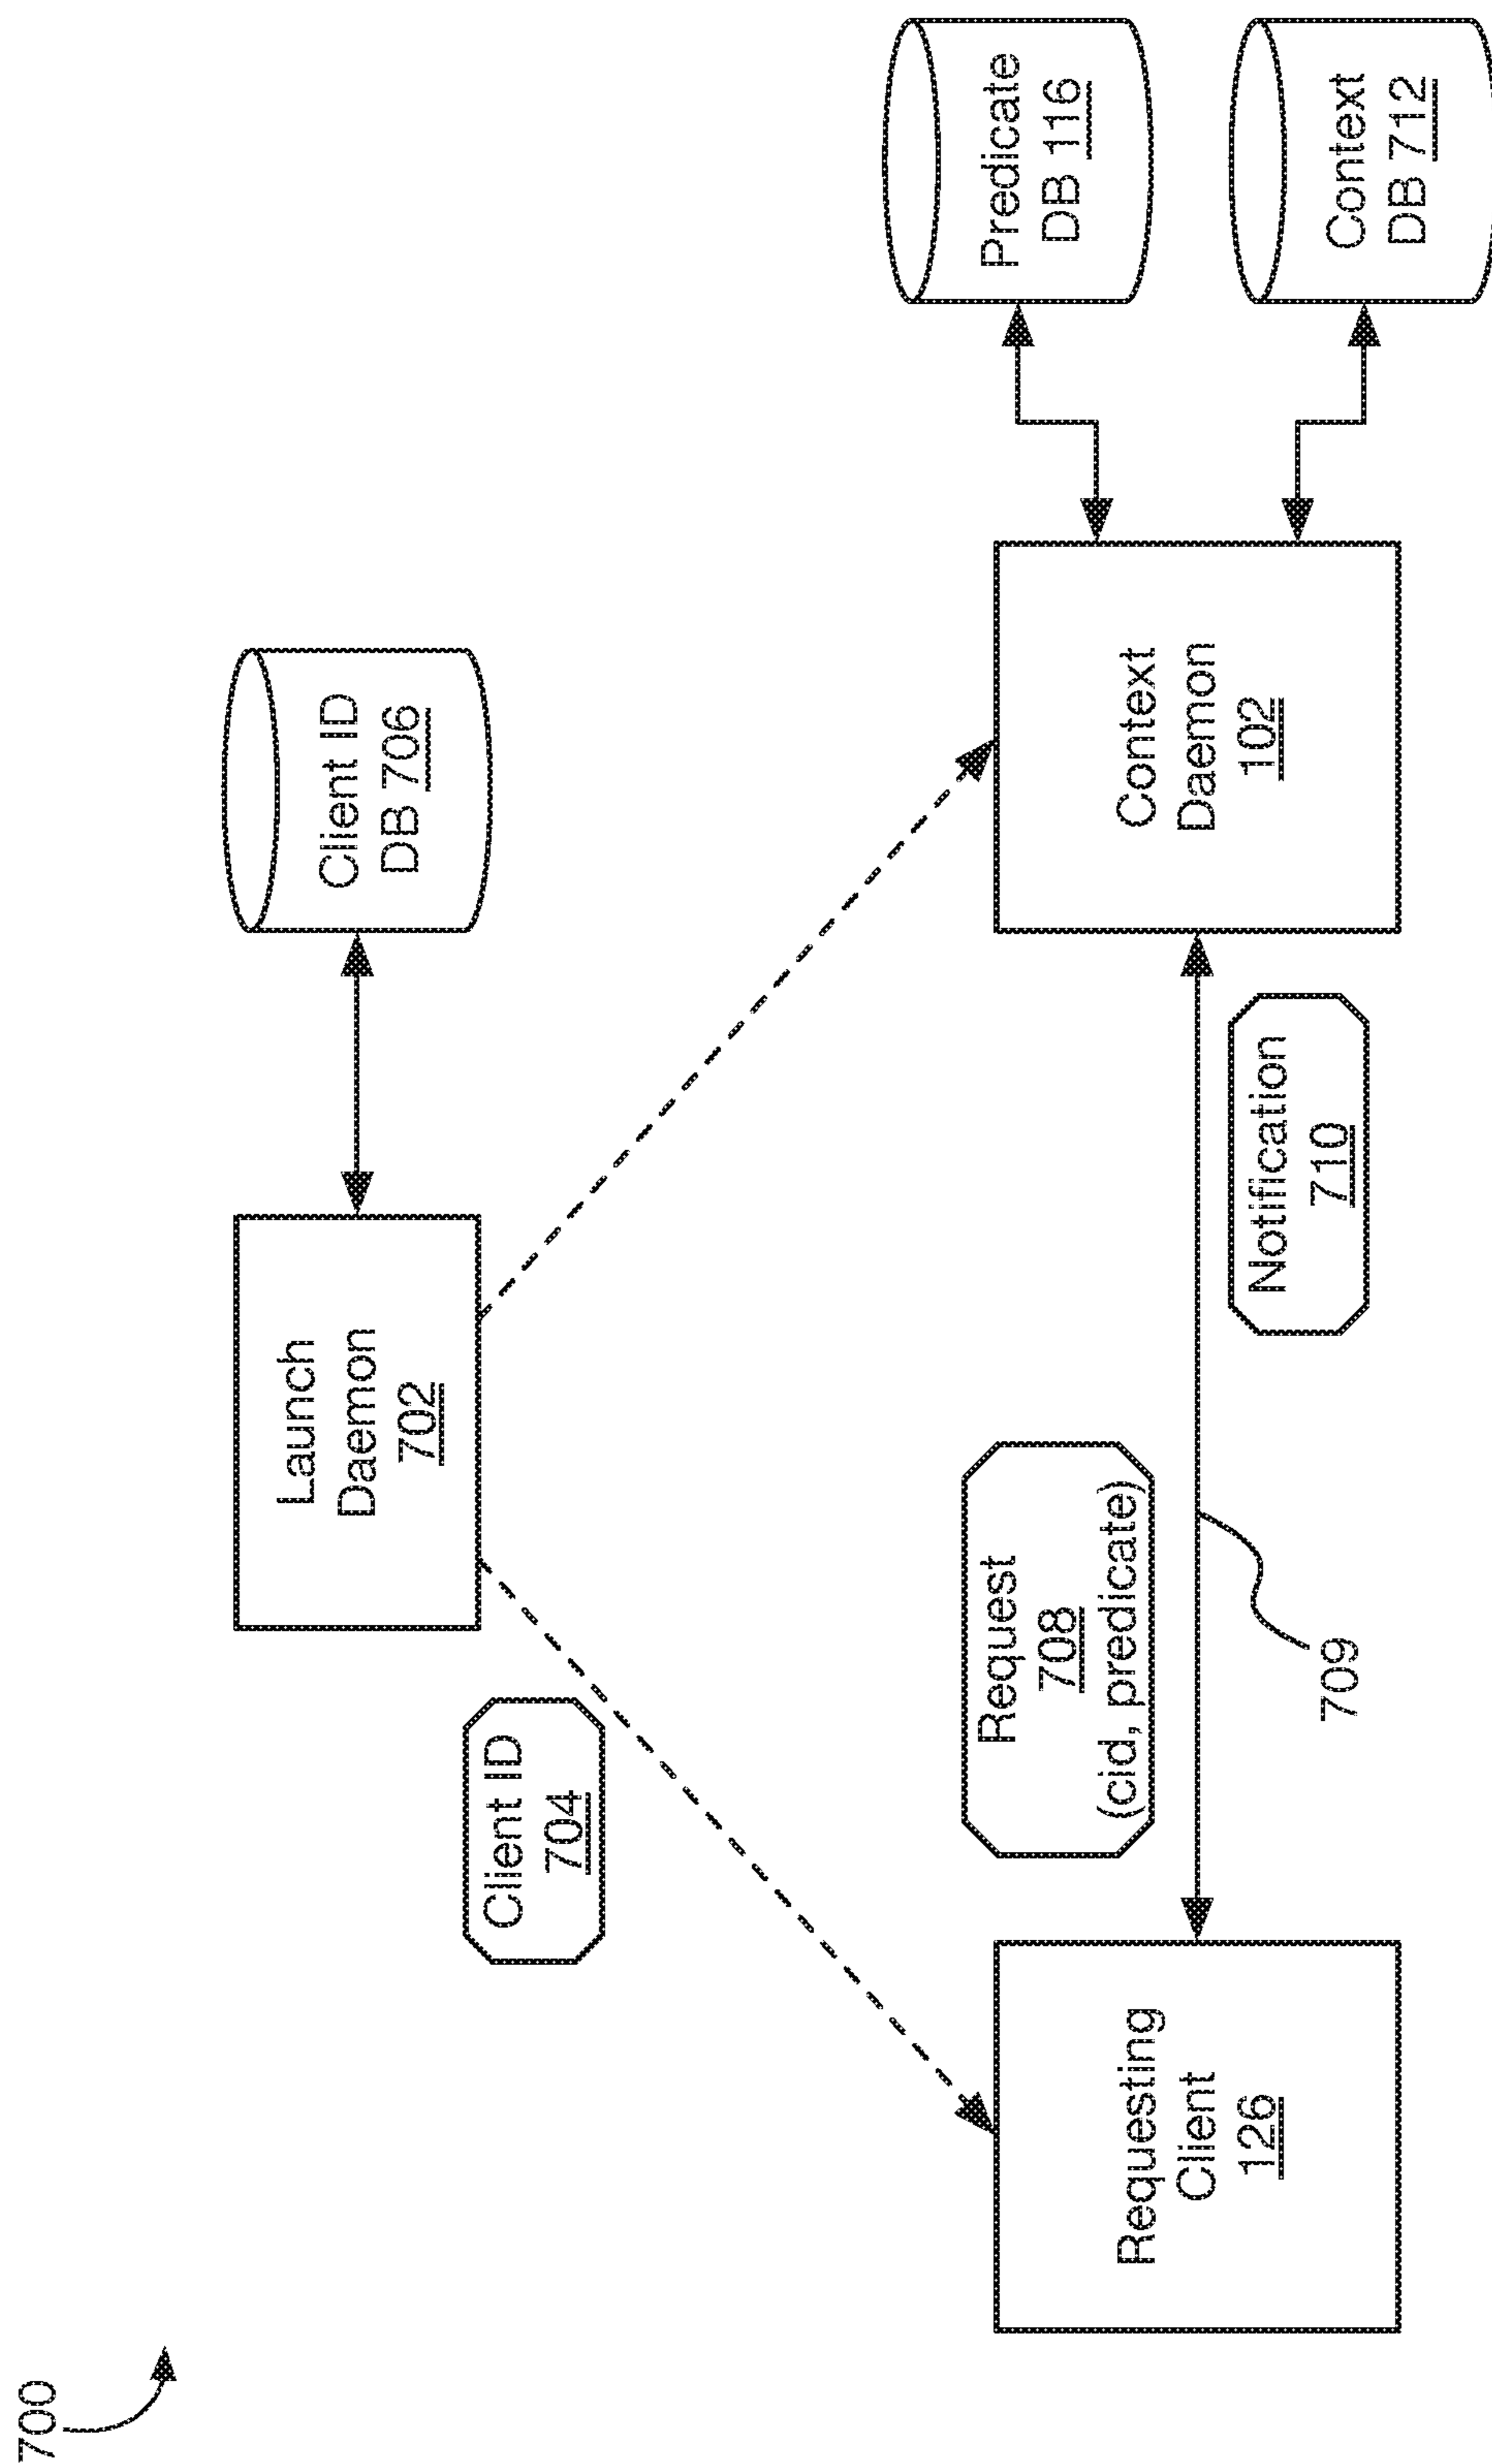 700
Launch
Daemon
702
Client ID
DB 706
Client ID
704
Request
708
(cid, predicate)
709
Notification
710
Requesting
Client
126
Context
Daemon
102
Predicate
DB 116
Context
DB 712